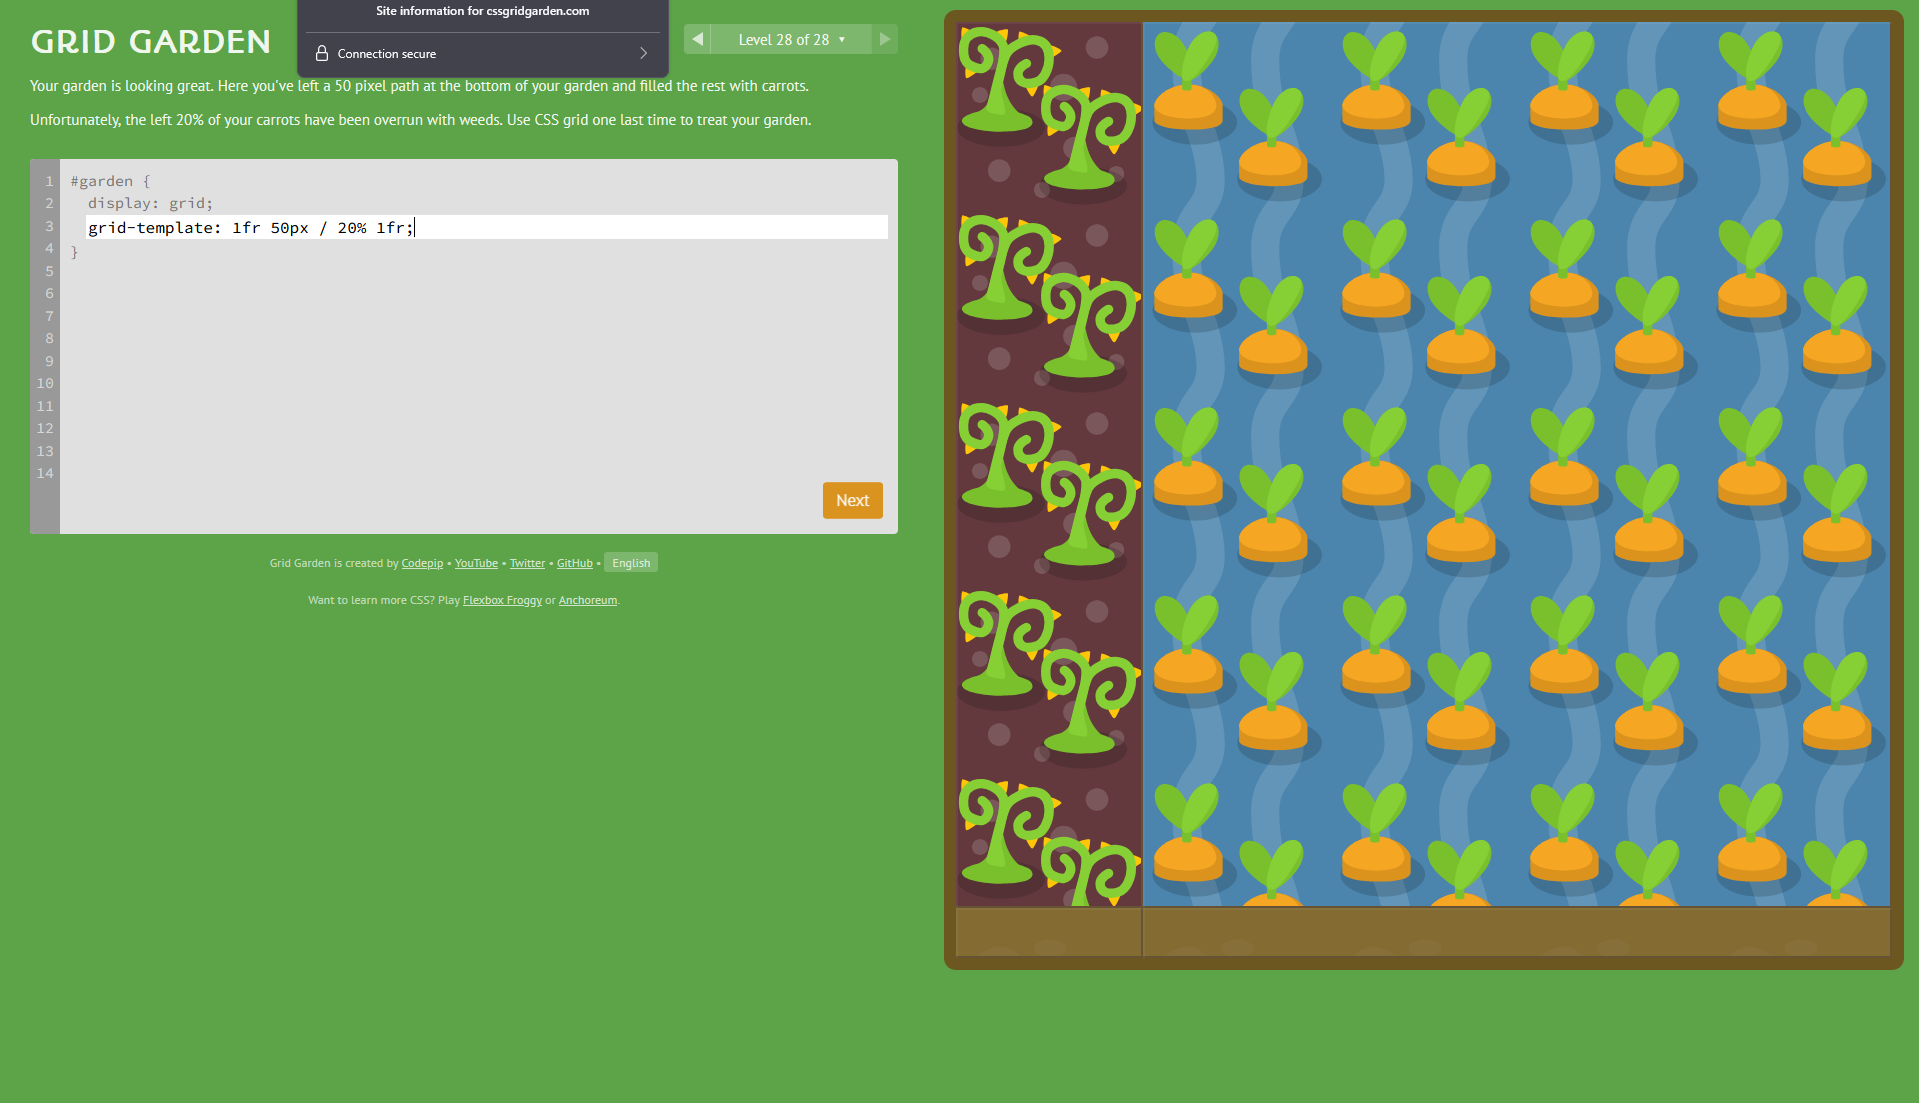 Site information for cssgridgarden.com
Connection secure
GRID GARDEN
Level 28 of 28
Your garden is looking great. Here you've left a 50 pixel path at the bottom of your garden and filled the rest with carrots.
Unfortunately, the left 20% of your carrots have been overrun with weeds. Use CSS grid one last time to treat your garden.
1 #garden {
2 display: grid;
3 grid-template: 1fr 50px / 20% 1fr;
4 }
5
6
7
8
9
10
11
12
13
14
Next
Grid Garden is created by Codepip • YouTube • Twitter • GitHub • English
Want to learn more CSS? Play Flexbox Froggy or Anchoreum.